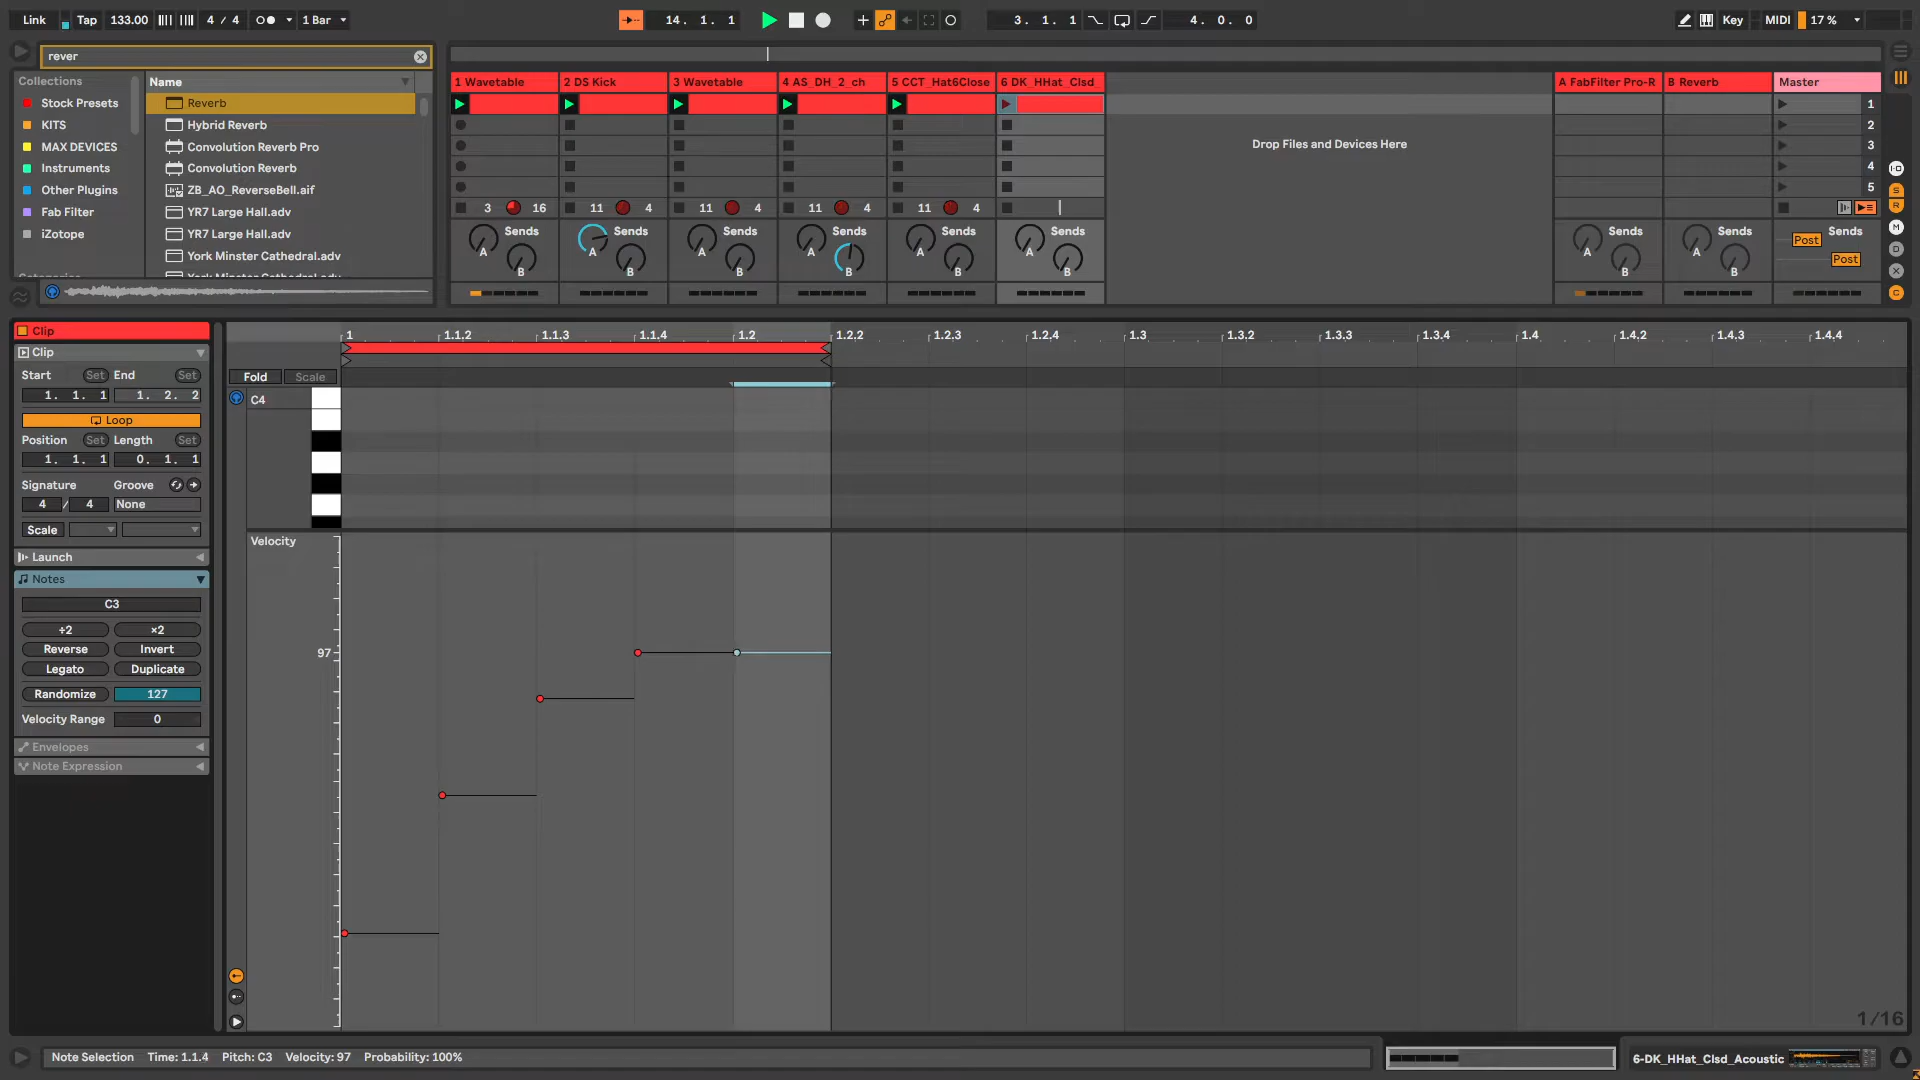 Link Tap 133.00 4 / 4 1 Bar 14. 1. 1 3. 1. 1 4. 0. 0 Key MIDI 17 %
rever
Collections
Stock Presets
KITS
MAX DEVICES
Instruments
Other Plugins
Fab Filter
iZotope
Name
Reverb
Hybrid Reverb
Convolution Reverb Pro
Convolution Reverb
ZB_AO_ReverseBell.aif
YR7 Large Hall.adv
YR7 Large Hall.adv
York Minster Cathedral.adv
1 Wavetable 2 DS Kick 3 Wavetable 4 AS_DH_2_ch 5 CCT_Hat6Close 6 DK_HHat_Clsd_ A FabFilter Pro-R B Reverb Master
1
2
3
4
5
Drop Files and Devices Here
3 16 11 4 11 4 11 4 11 4
Sends Sends Sends Sends Sends Sends Sends Sends Sends
A A A A A A A A Post
B B B B B B B B Post
Clip
Clip
Start Set End Set
1. 1. 1 1. 2. 2
Loop
Position Set Length Set
1. 1. 1 0. 1. 1
Signature Groove
4 / 4 None
Scale
Launch
Notes
C3
÷2 ×2
Reverse Invert
Legato Duplicate
Randomize 127
Velocity Range 0
Envelopes
Note Expression
1 1.1.2 1.1.3 1.1.4 1.2 1.2.2 1.2.3 1.2.4 1.3 1.3.2 1.3.3 1.3.4 1.4 1.4.2 1.4.3 1.4.4
Fold Scale
C4
Velocity
97
1/16
Note Selection Time: 1.1.4 Pitch: C3 Velocity: 97 Probability: 100%
6-DK_HHat_Clsd_Acoustic